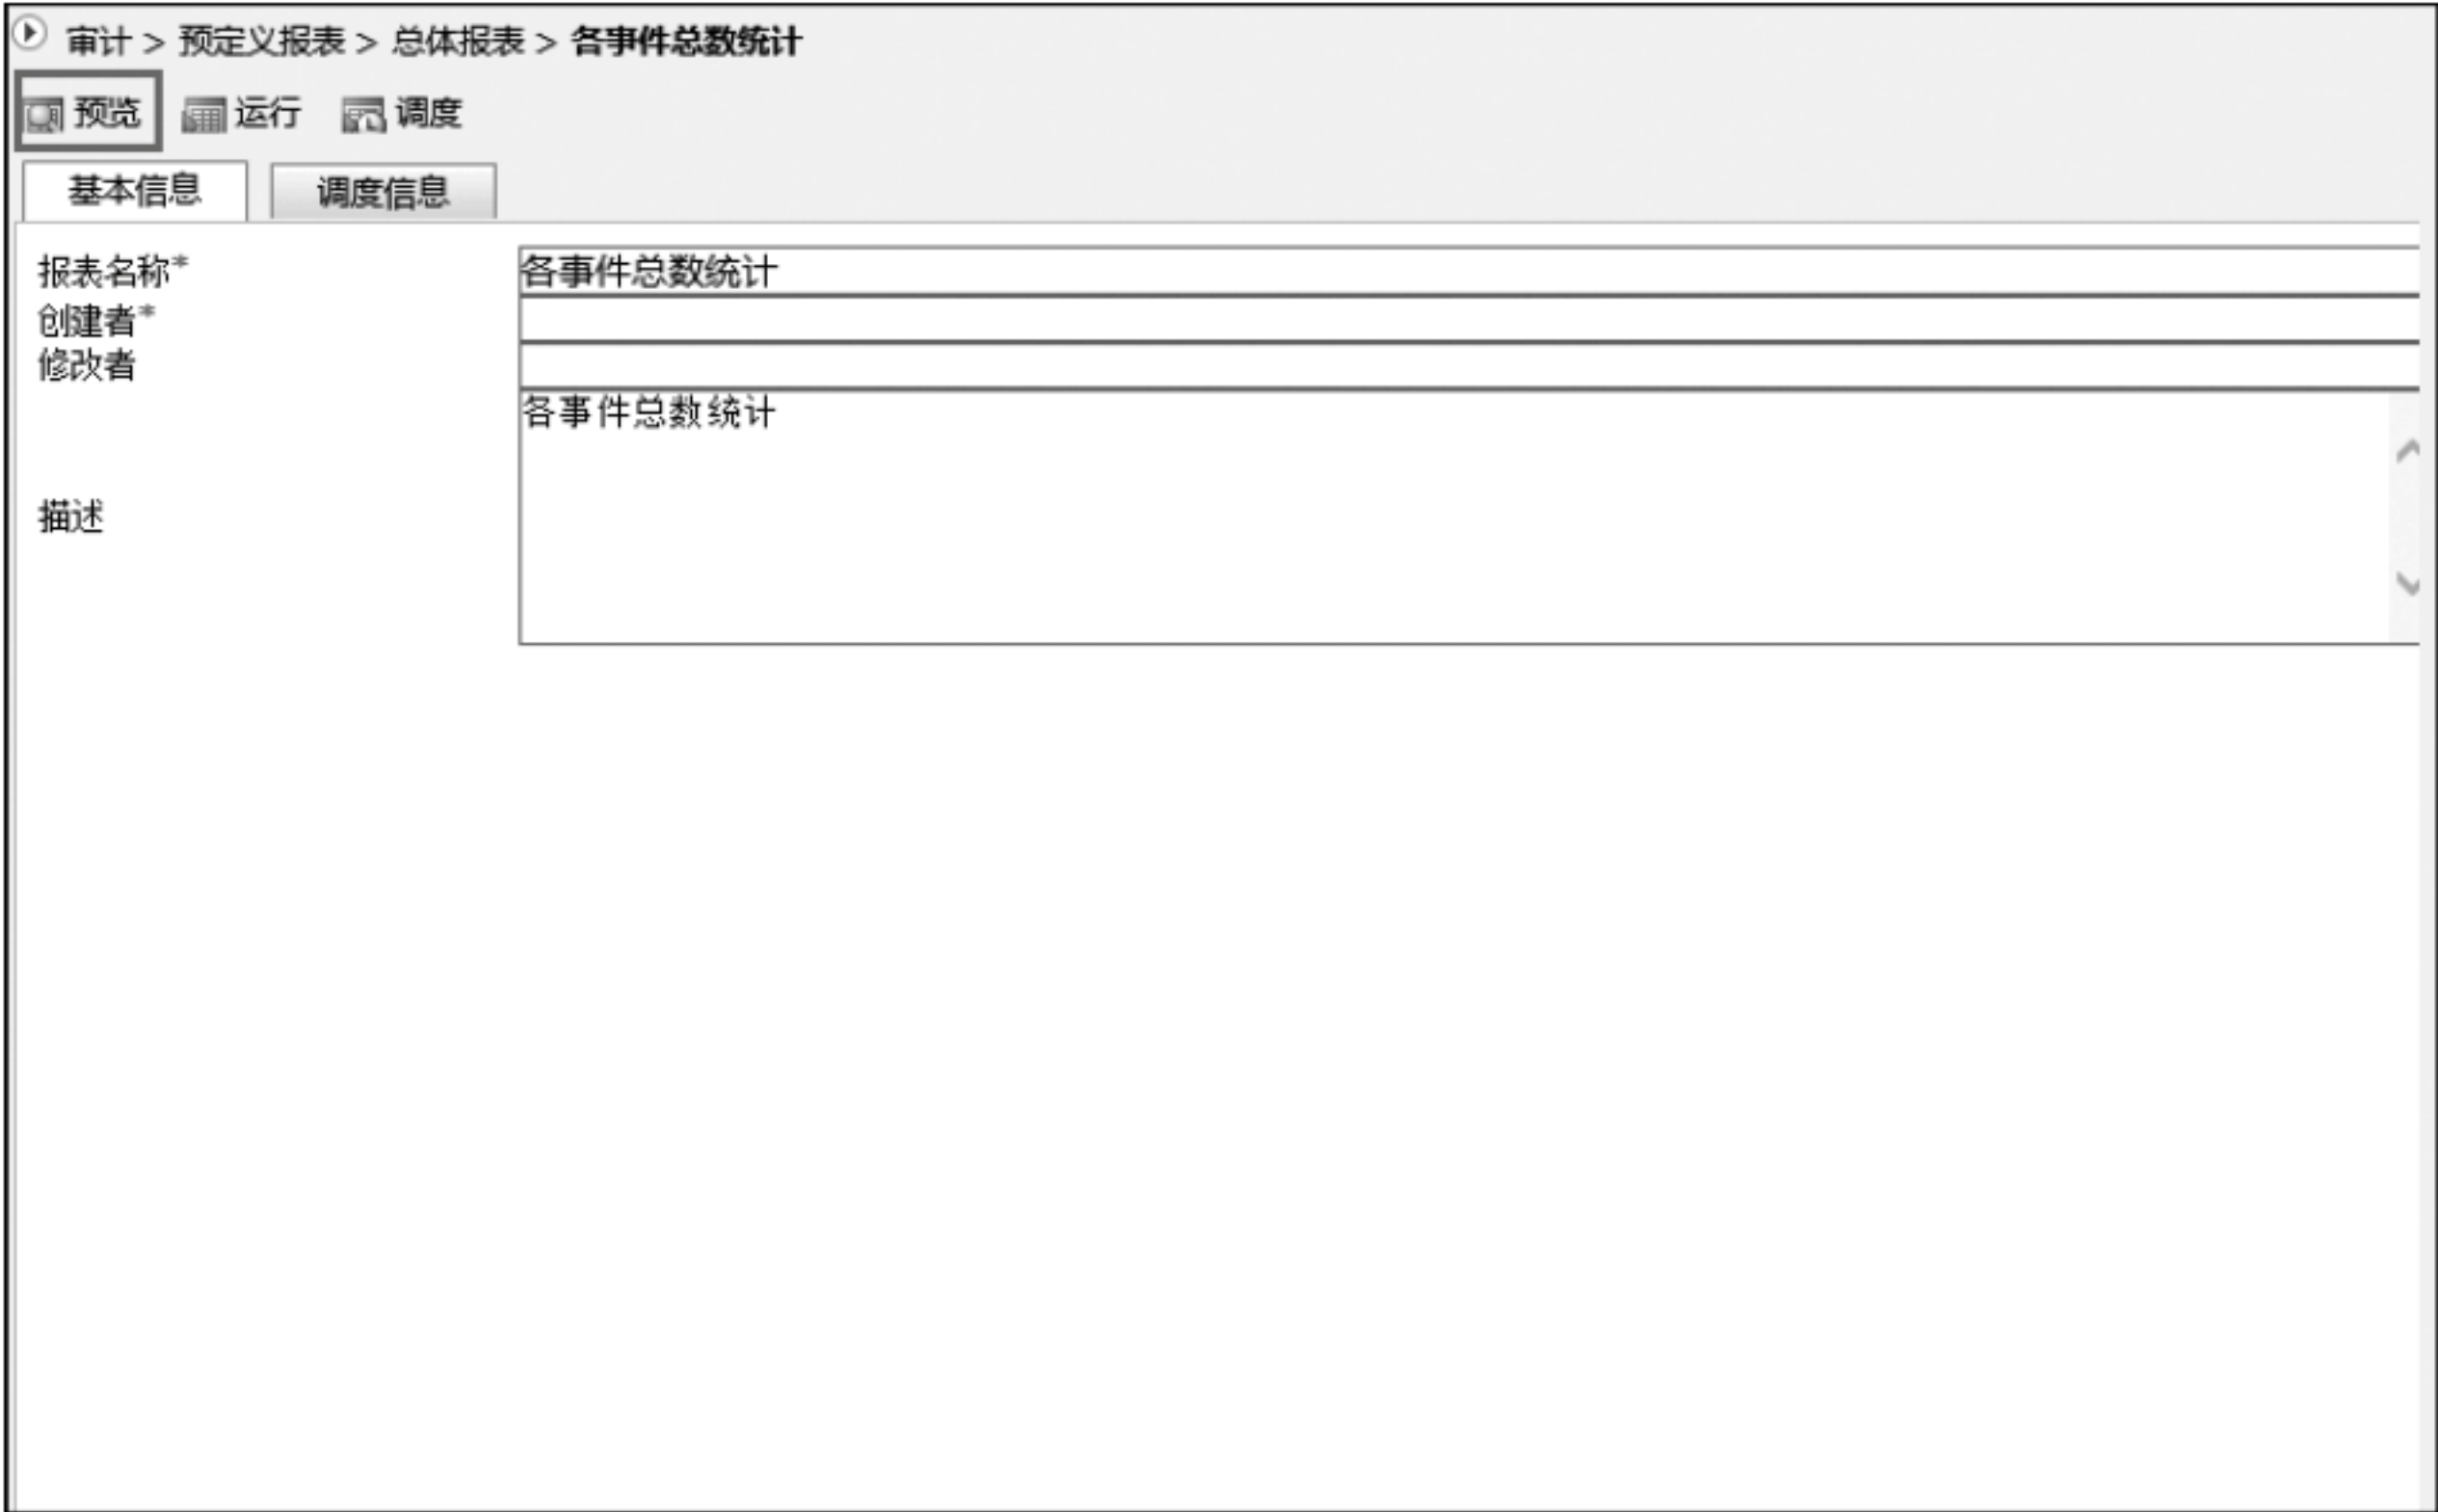 审计 > 预定义报表 > 总体报表 > 各事件总数统计
预览 运行 调度
基本信息 调度信息
报表名称* 各事件总数统计
创建者*
修改者
各事件总数统计
描述